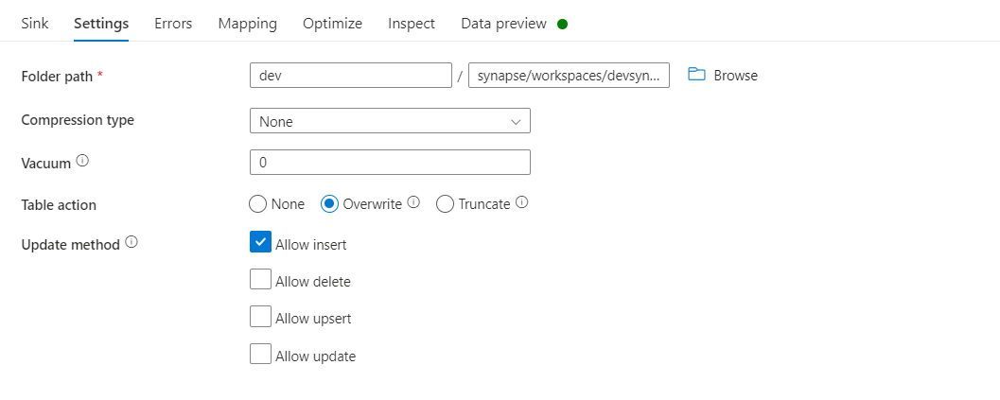 Sink Settings Errors Mapping Optimize Inspect Data preview
Folder path * dev / synapse/workspaces/devsyn... Browse
Compression type None
Vacuum 0
Table action None Overwrite Truncate
Update method Allow insert
Allow delete
Allow upsert
Allow update